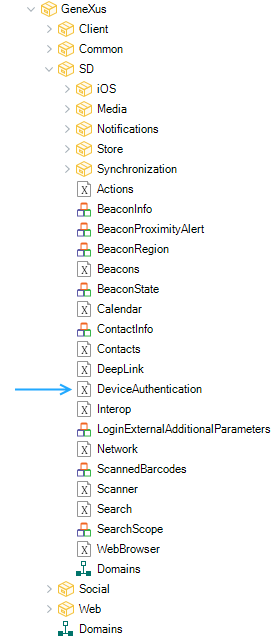 GeneXus
Client
Common
SD
iOS
Media
Notifications
Store
Synchronization
Actions
BeaconInfo
BeaconProximityAlert
BeaconRegion
Beacons
BeaconState
Calendar
ContactInfo
Contacts
DeepLink
DeviceAuthentication
Interop
LoginExternalAdditionalParameters
Network
ScannedBarcodes
Scanner
Search
SearchScope
WebBrowser
Domains
Social
Web
Domains